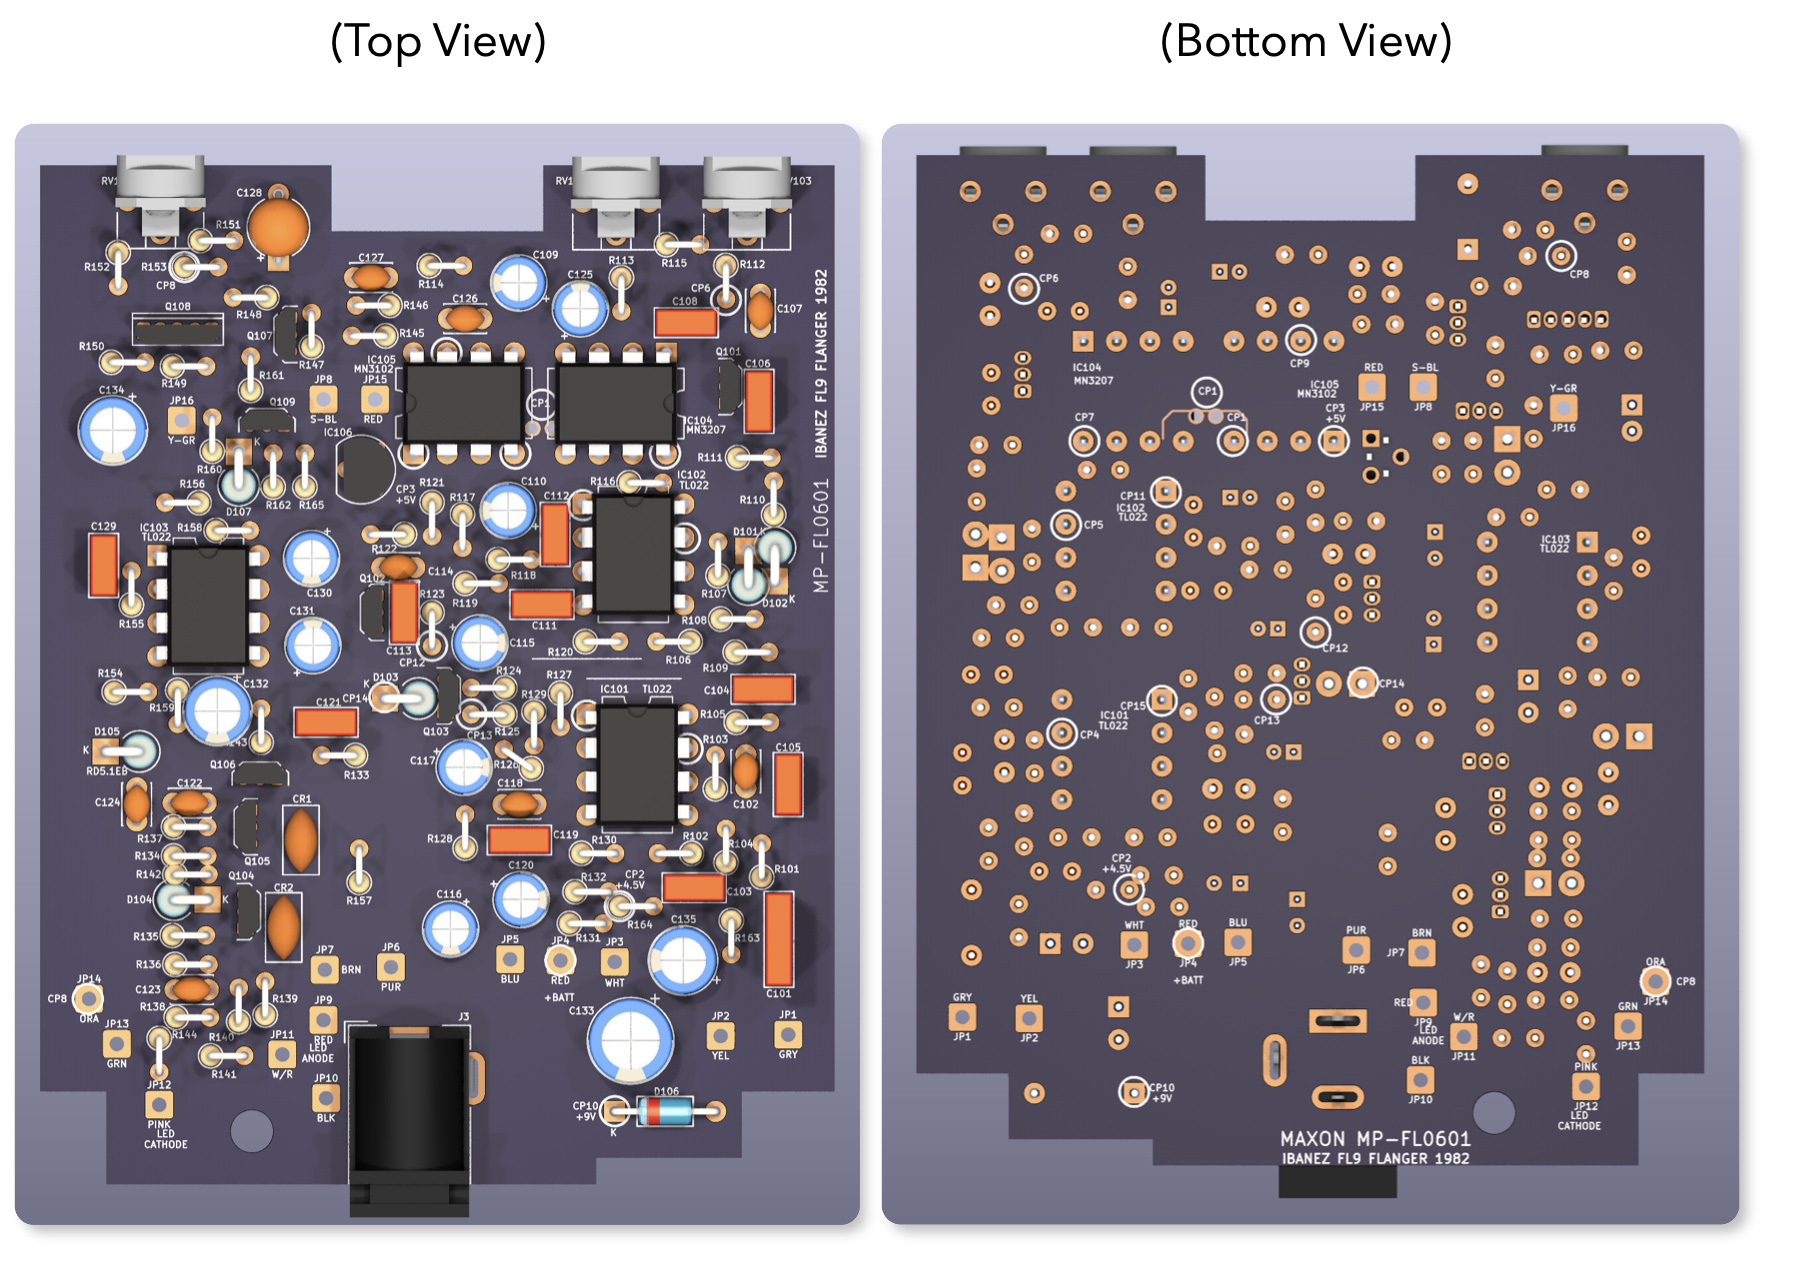 (Top View)
(Bottom View)
C128
R151
R152
R153
CP8
C127
R114
C109
C125
R113
R115
R112
CP6
C107
C108
R148
R146
C126
R145
Q108
Q107
R147
R150
R149
R161
IC105
MN3102
JP15
RED
JP8
S-BL
CP1
Q101
C106
IC104
MN3207
C134
JP16
Y-GR
Q109
IC106
R160
K
D107
R162
R165
R156
CP3
+5V
R121
R117
C110
C112
R116
IC102
TL022
R111
R110
D101
K
C129
IC103
TL022
R158
R122
C114
R118
R119
C111
R107
D102
K
C130
Q102
R123
R108
R155
C131
C113
CP12
C115
R120
R106
R109
R154
R159
C132
D103
K
CP14
R124
R127
R129
IC101
TL022
C104
C121
Q103
CP13
R125
R105
D105
K
RD5.1EB
R133
C117
R103
C105
Q106
C118
C102
C124
C122
CR1
R137
R128
C119
R134
Q105
R130
R102
R104
R101
R142
Q104
CR2
R157
C120
R132
CP2
+4.5V
C103
D104
K
C116
R164
R131
C135
R163
R135
JP7
BRN
JP6
PUR
JP5
BLU
JP4
RED
+BATT
JP3
WHT
R136
C101
JP14
CP8
ORA
C123
R138
R139
R144
R140
JP9
RED
LED
ANODE
J3
C133
JP2
YEL
JP1
GRY
JP13
GRN
R141
JP11
W/R
JP12
PINK
LED
CATHODE
JP10
BLK
CP10
+9V
K
D106
MP-FL0601 IBANEZ FL9 FLANGER 1982
CP6
CP8
CP9
IC104
MN3207
CP1
IC105
MN3102
RED
JP15
S-BL
JP8
Y-GR
JP16
CP7
CP1
CP3
+5V
CP11
IC102
TL022
CP5
IC103
TL022
CP12
CP14
CP15
IC101
TL022
CP13
CP4
CP2
+4.5V
WHT
JP3
RED
JP4
+BATT
BLU
JP5
PUR
JP6
JP7
BRN
ORA
JP14
CP8
GRY
JP1
YEL
JP2
RED
JP9
LED
ANODE
W/R
JP11
GRN
JP13
BLK
JP10
PINK
JP12
LED
CATHODE
CP10
+9V
MAXON MP-FL0601
IBANEZ FL9 FLANGER 1982